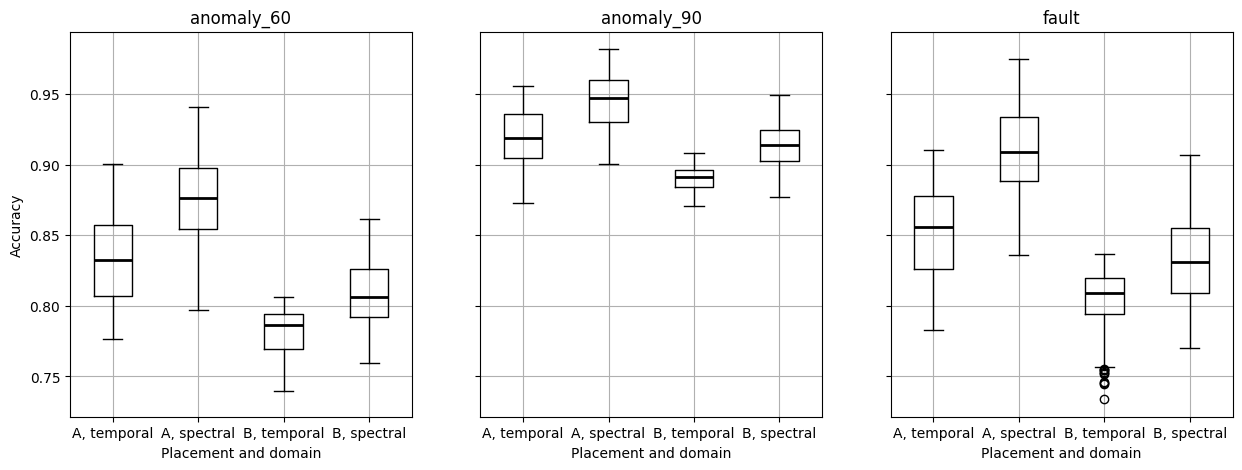 anomaly_60
anomaly_90
fault
Accuracy
0.95
0.90
0.85
0.80
0.75
A, temporal A, spectral B, temporal B, spectral
A, temporal A, spectral B, temporal B, spectral
A, temporal A, spectral B, temporal B, spectral
Placement and domain
Placement and domain
Placement and domain